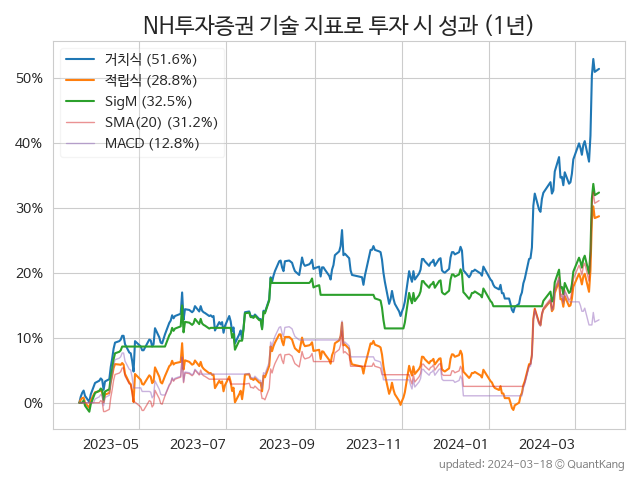 NH투자증권 기술 지표로 투자 시 성과 (1년)
거치식 (51.6%)
적립식 (28.8%)
SigM (32.5%)
SMA(20) (31.2%)
MACD (12.8%)
50%
40%
30%
20%
10%
0%
2023-05 2023-07 2023-09 2023-11 2024-01 2024-03
updated: 2024-03-18 © QuantKang